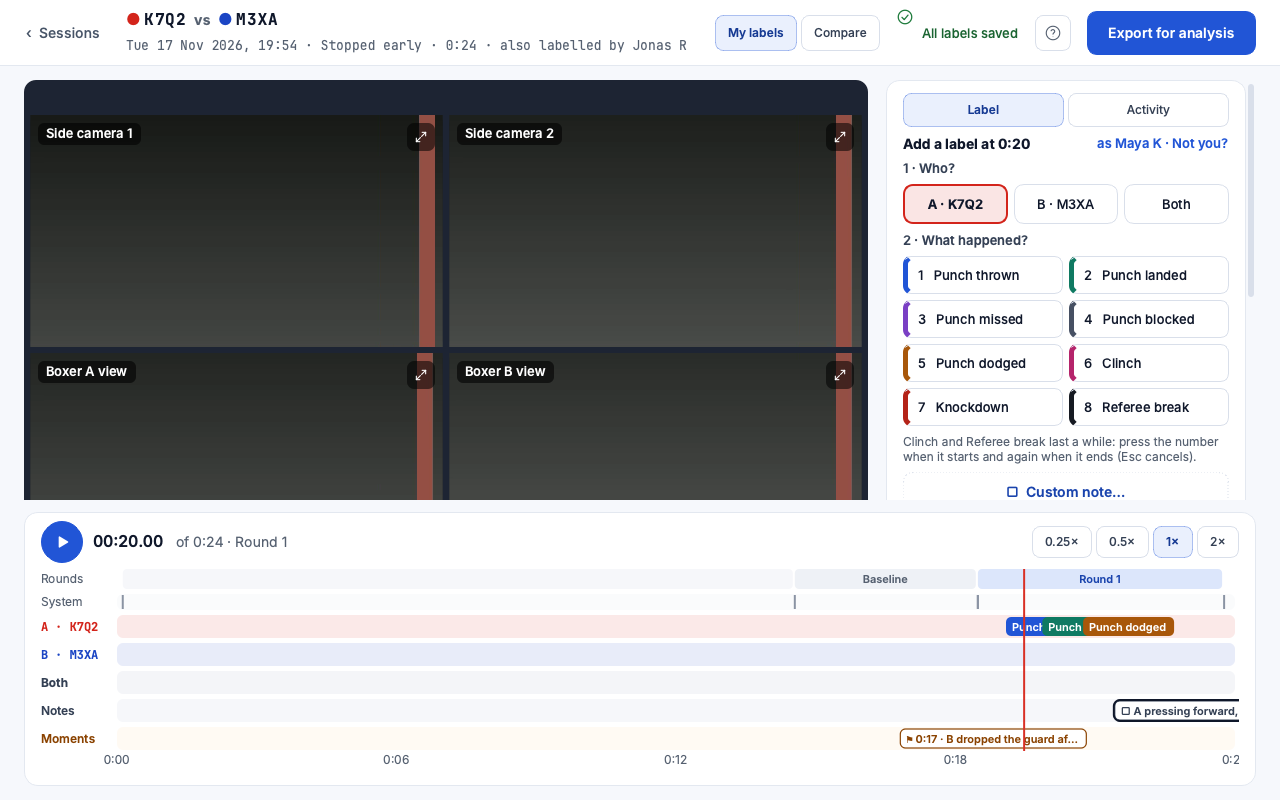 ‹ Sessions
K7Q2 vs M3XA
Tue 17 Nov 2026, 19:54 · Stopped early · 0:24 · also labelled by Jonas R
My labels
Compare
All labels saved
Export for analysis
Side camera 1
Side camera 2
Boxer A view
Boxer B view
Label
Activity
Add a label at 0:20
as Maya K · Not you?
1 · Who?
A · K7Q2
B · M3XA
Both
2 · What happened?
1 Punch thrown
2 Punch landed
3 Punch missed
4 Punch blocked
5 Punch dodged
6 Clinch
7 Knockdown
8 Referee break
Clinch and Referee break last a while: press the number
when it starts and again when it ends (Esc cancels).
Custom note...
00:20.00 of 0:24 · Round 1
0.25×
0.5×
1×
2×
Rounds
Baseline
Round 1
System
A · K7Q2
Punch
Punch
Punch dodged
B · M3XA
Both
Notes
A pressing forward,
Moments
0:17 · B dropped the guard af...
0:00
0:06
0:12
0:18
0:2